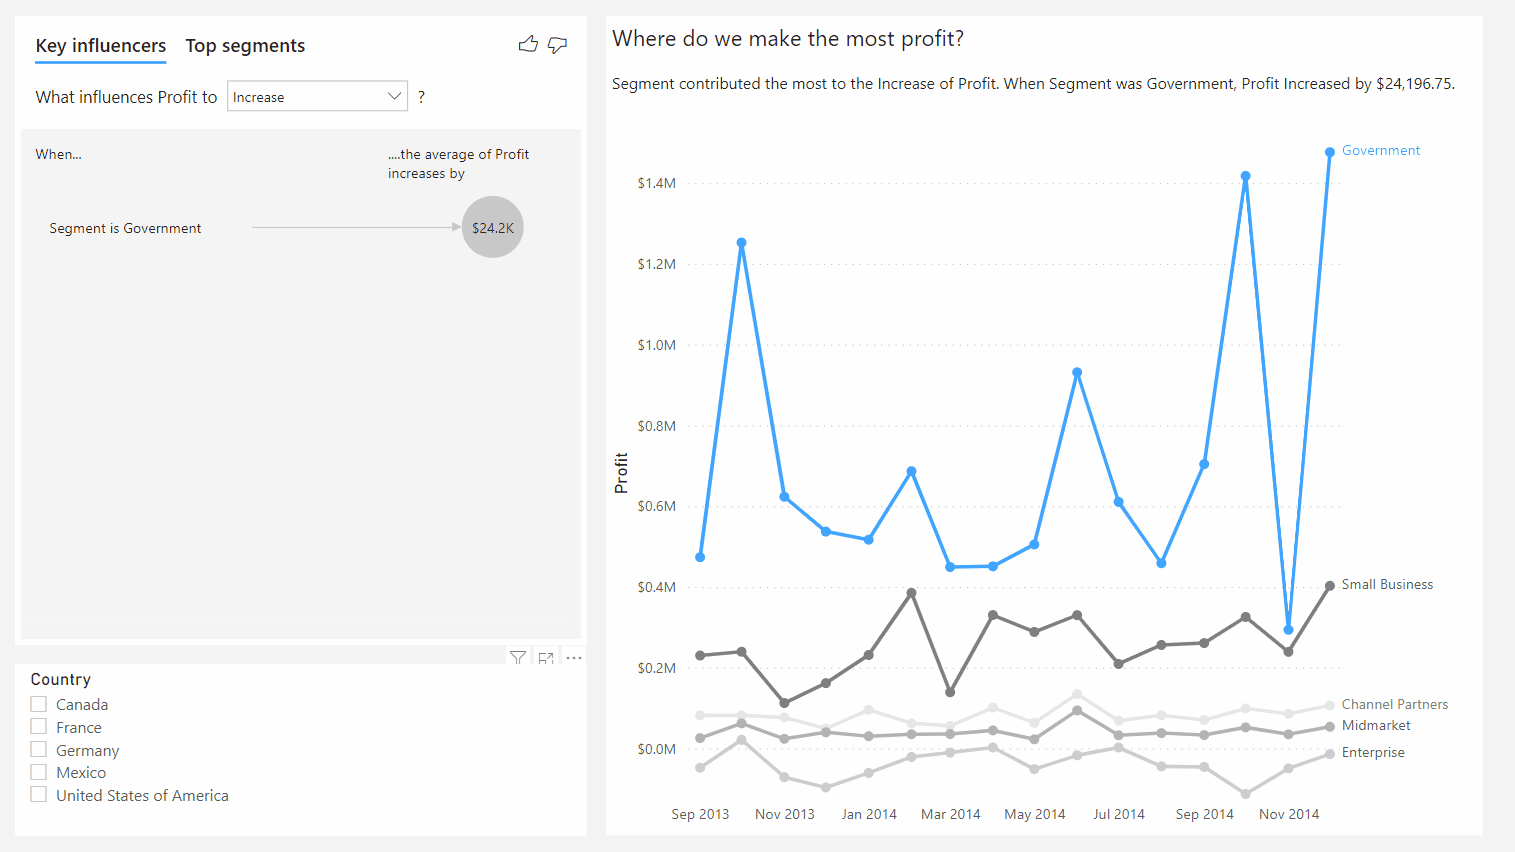 Key influencers Top segments
What influences Profit to Increase ?
When... ....the average of Profit
increases by
Segment is Government $24.2K
Country
Canada
France
Germany
Mexico
United States of America
Where do we make the most profit?
Segment contributed the most to the Increase of Profit. When Segment was Government, Profit Increased by $24,196.75.
Government
$1.4M
$1.2M
$1.0M
$0.8M
Profit
$0.6M
$0.4M
Small Business
$0.2M
Channel Partners
Midmarket
$0.0M
Enterprise
Sep 2013 Nov 2013 Jan 2014 Mar 2014 May 2014 Jul 2014 Sep 2014 Nov 2014